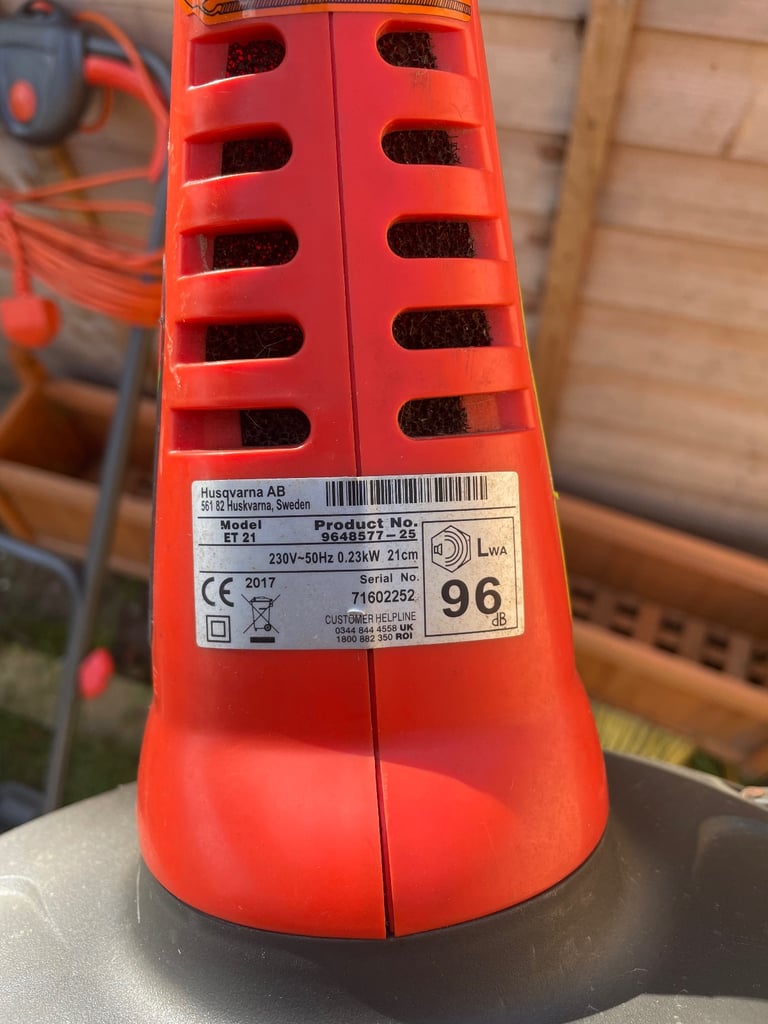 Husqvarna AB
561 82 Huskvarna, Sweden
Model Product No.
ET 21 9648577-25
230V~50Hz 0.23kW 21cm
CE 2017 Serial No.
71602252
LWA
96
dB
CUSTOMER HELPLINE
0344 844 4558 UK
1800 882 350 ROI